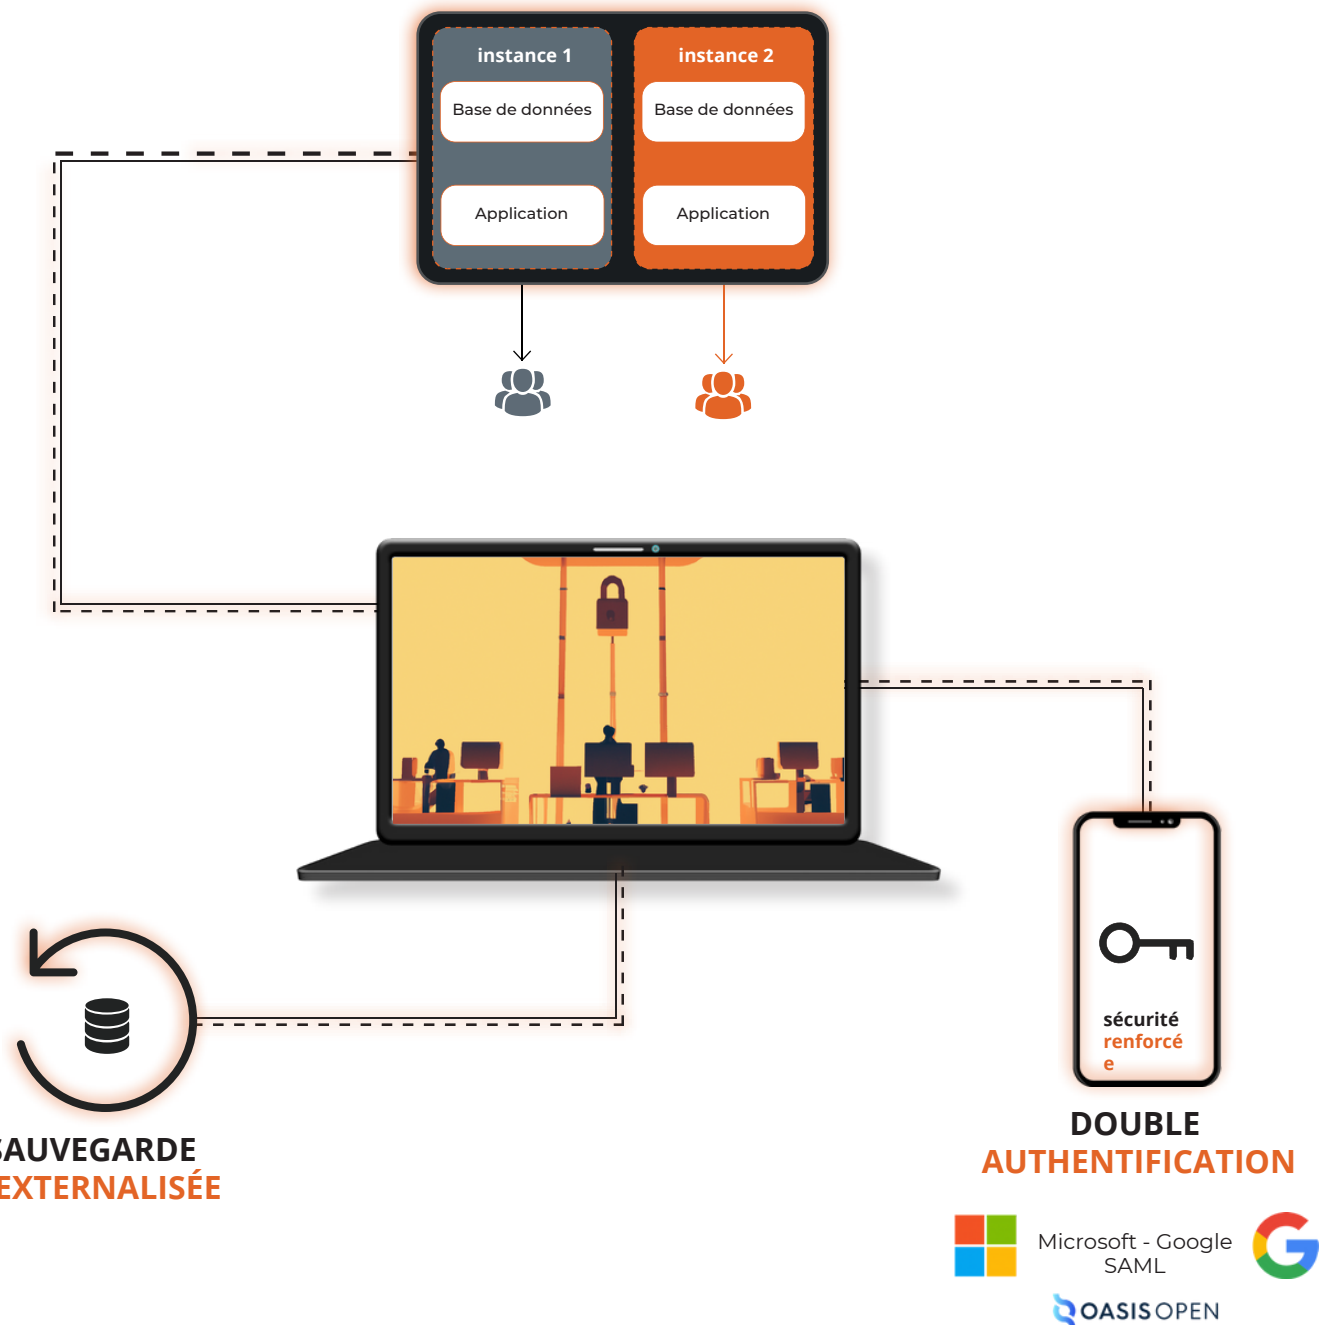 instance 1
instance 2
Base de données
Base de données
Application
Application
sécurité
renforcé
e
SAUVEGARDE
EXTERNALISÉE
DOUBLE
AUTHENTIFICATION
Microsoft - Google
SAML
OASIS OPEN